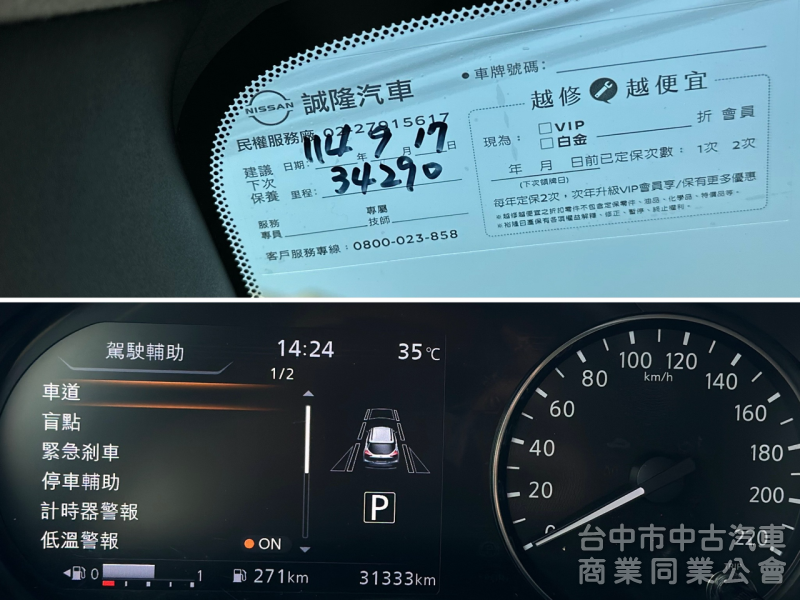 NISSAN 誠隆汽車
民權服務廠 02-27915617
建議下次保養
日期: 114 年 9 月 17 日
里程: 34290
服務專員 專屬技師
客戶服務專線：0800-023-858
●車牌號碼：
越修 越便宜
現為： □VIP □白金 折 會員
年 月 日前已定保次數： 1次 2次
(下次領牌日)
每年定保2次，次年升級VIP會員享/保有更多優惠
駕駛輔助 14:24 35°C
1/2
車道
盲點
緊急剎車
停車輔助
計時器警報
低溫警報 ON
P
0 1 271km 31333km
0 20 40 60 80 100 120 140 160 180 200 220
km/h
台中市中古汽車
商業同業公會